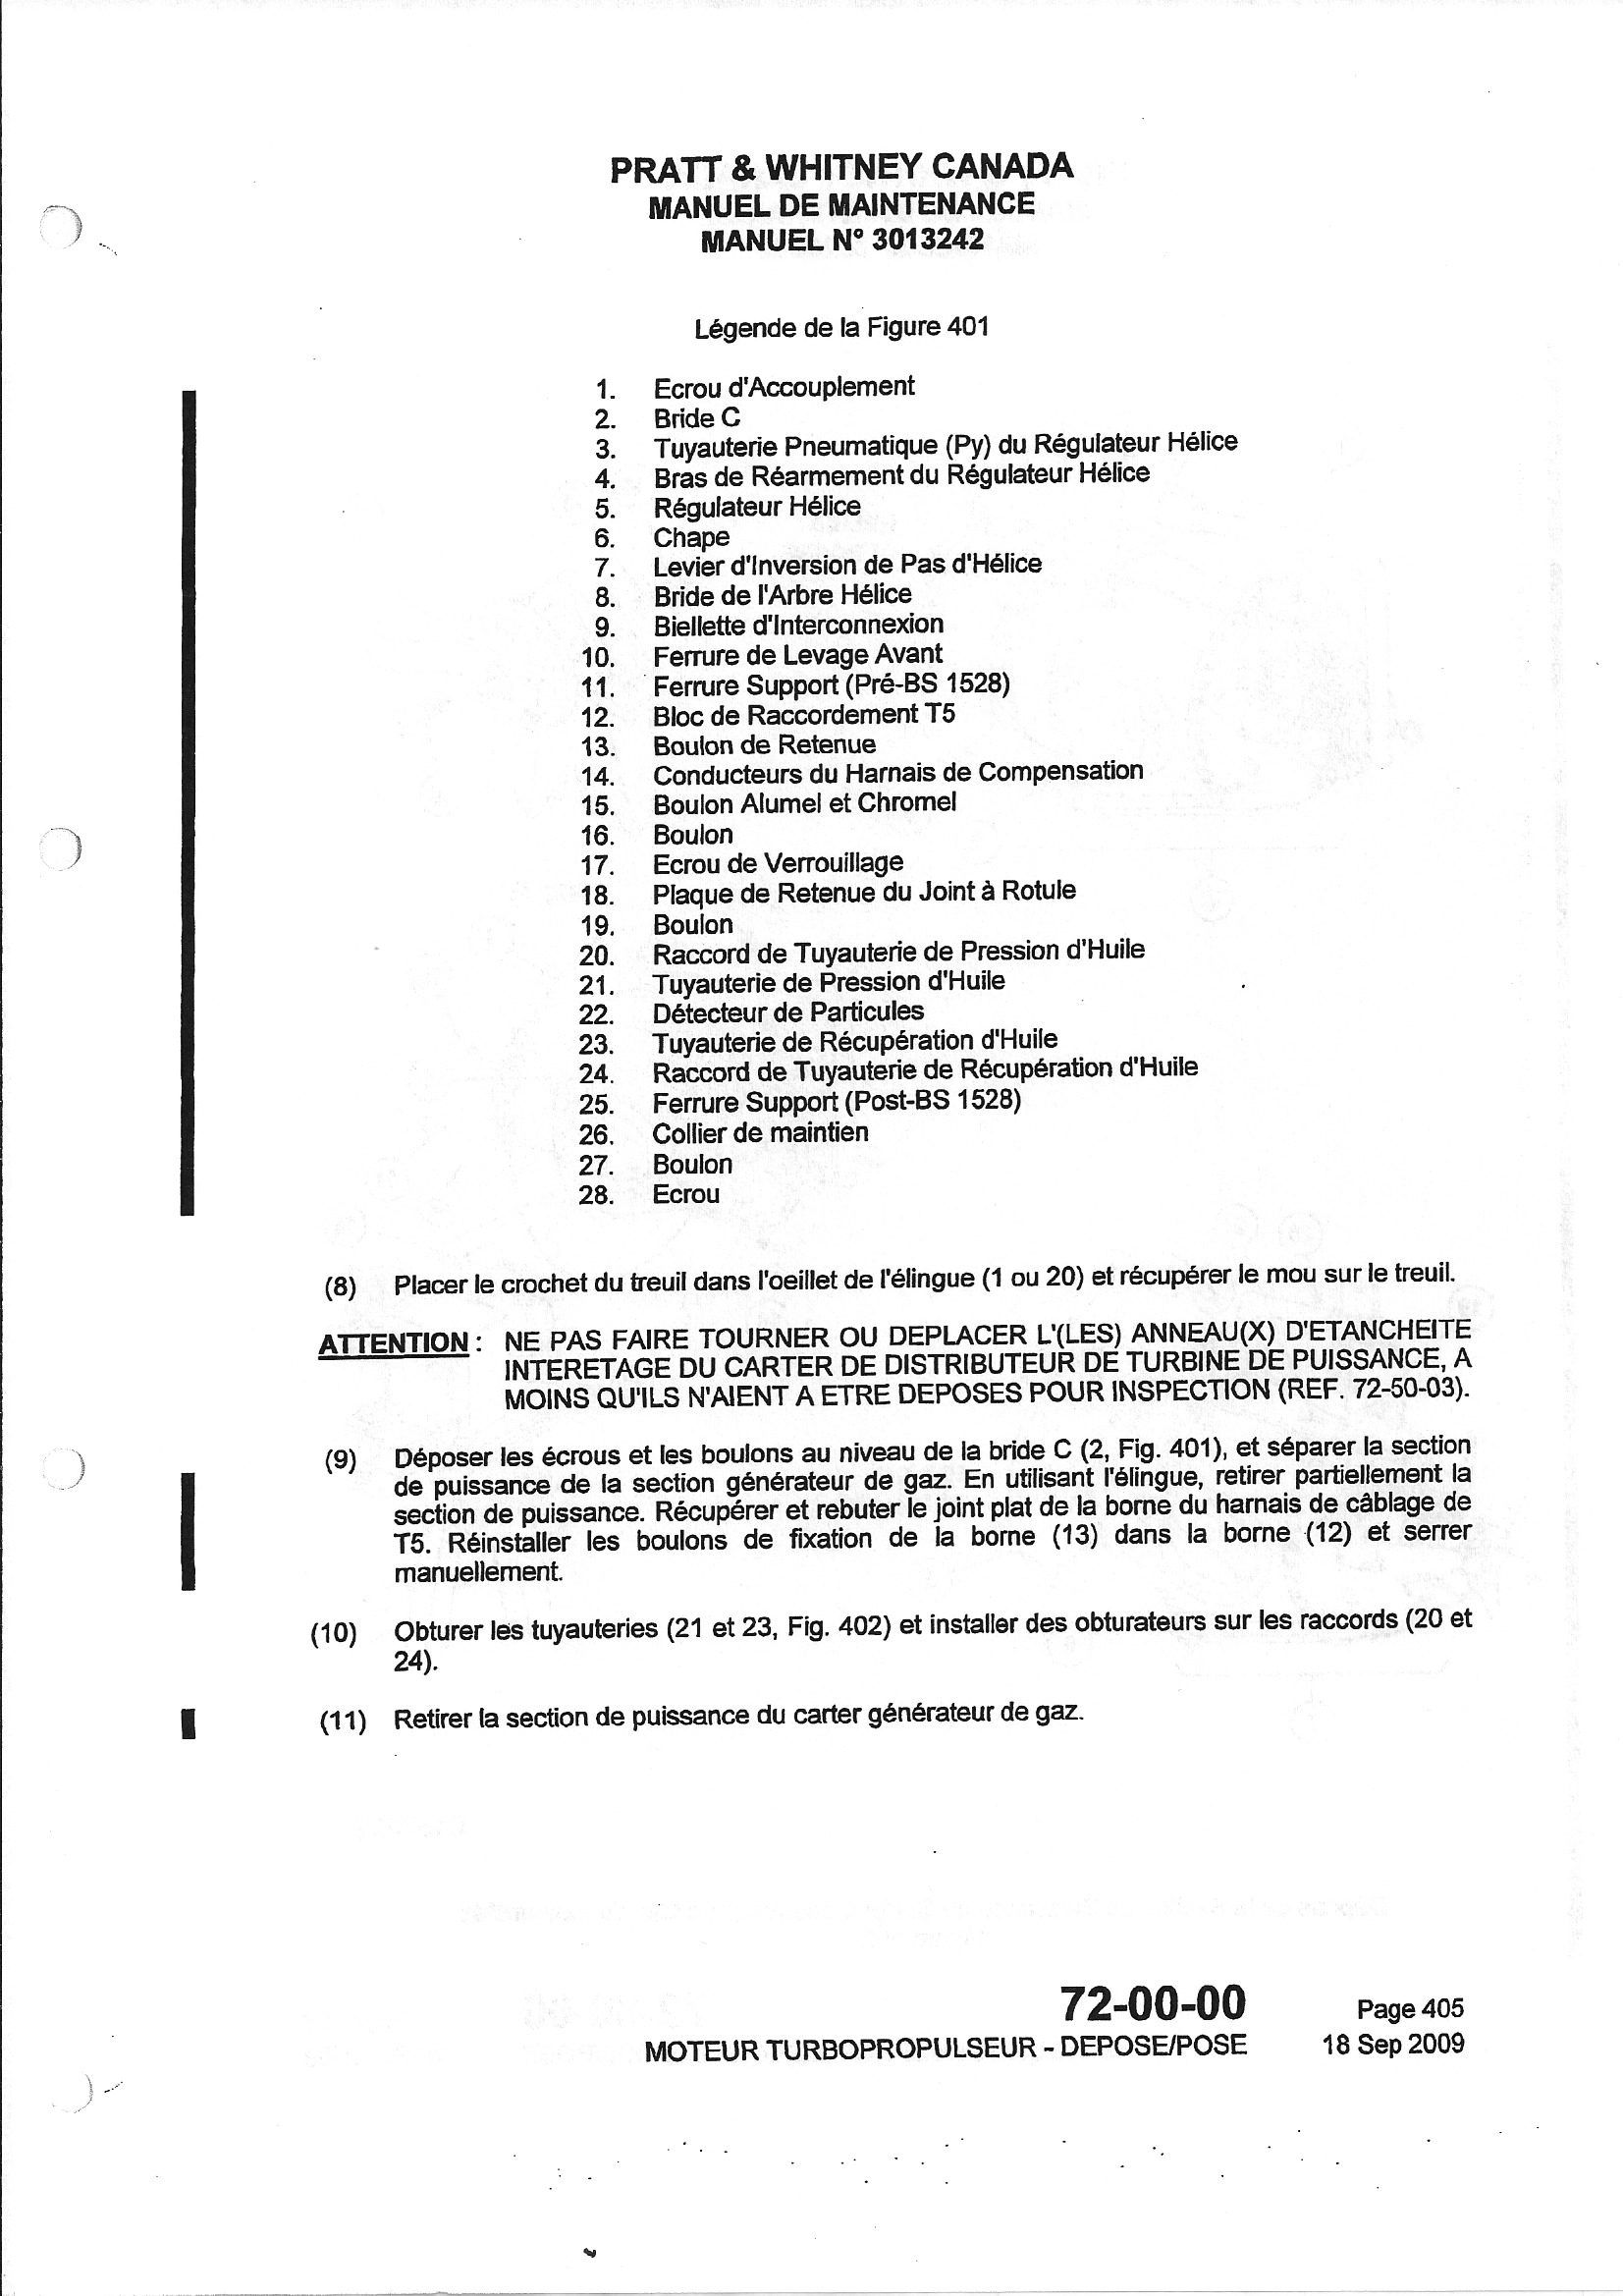 PRATT & WHITNEY CANADA
MANUEL DE MAINTENANCE
MANUEL N° 3013242
Légende de la Figure 401
1. Ecrou d'Accouplement
2. Bride C
3. Tuyauterie Pneumatique (Py) du Régulateur Hélice
4. Bras de Réarmement du Régulateur Hélice
5. Régulateur Hélice
6. Chape
7. Levier d'Inversion de Pas d'Hélice
8. Bride de l'Arbre Hélice
9. Biellette d'Interconnexion
10. Ferrure de Levage Avant
11. Ferrure Support (Pré-BS 1528)
12. Bloc de Raccordement T5
13. Boulon de Retenue
14. Conducteurs du Harnais de Compensation
15. Boulon Alumel et Chromel
16. Boulon
17. Ecrou de Verrouillage
18. Plaque de Retenue du Joint à Rotule
19. Boulon
20. Raccord de Tuyauterie de Pression d'Huile
21. Tuyauterie de Pression d'Huile
22. Détecteur de Particules
23. Tuyauterie de Récupération d'Huile
24. Raccord de Tuyauterie de Récupération d'Huile
25. Ferrure Support (Post-BS 1528)
26. Collier de maintien
27. Boulon
28. Ecrou
(8) Placer le crochet du treuil dans l'oeillet de l'élingue (1 ou 20) et récupérer le mou sur le treuil.
ATTENTION : NE PAS FAIRE TOURNER OU DEPLACER L'(LES) ANNEAU(X) D'ETANCHEITE
INTERETAGE DU CARTER DE DISTRIBUTEUR DE TURBINE DE PUISSANCE, A
MOINS QU'ILS N'AIENT A ETRE DEPOSES POUR INSPECTION (REF. 72-50-03).
(9) Déposer les écrous et les boulons au niveau de la bride C (2, Fig. 401), et séparer la section
de puissance de la section générateur de gaz. En utilisant l'élingue, retirer partiellement la
section de puissance. Récupérer et rebuter le joint plat de la borne du harnais de câblage de
T5. Réinstaller les boulons de fixation de la borne (13) dans la borne (12) et serrer
manuellement.
(10) Obturer les tuyauteries (21 et 23, Fig. 402) et installer des obturateurs sur les raccords (20 et
24).
(11) Retirer la section de puissance du carter générateur de gaz.
72-00-00 Page 405
MOTEUR TURBOPROPULSEUR - DEPOSE/POSE 18 Sep 2009